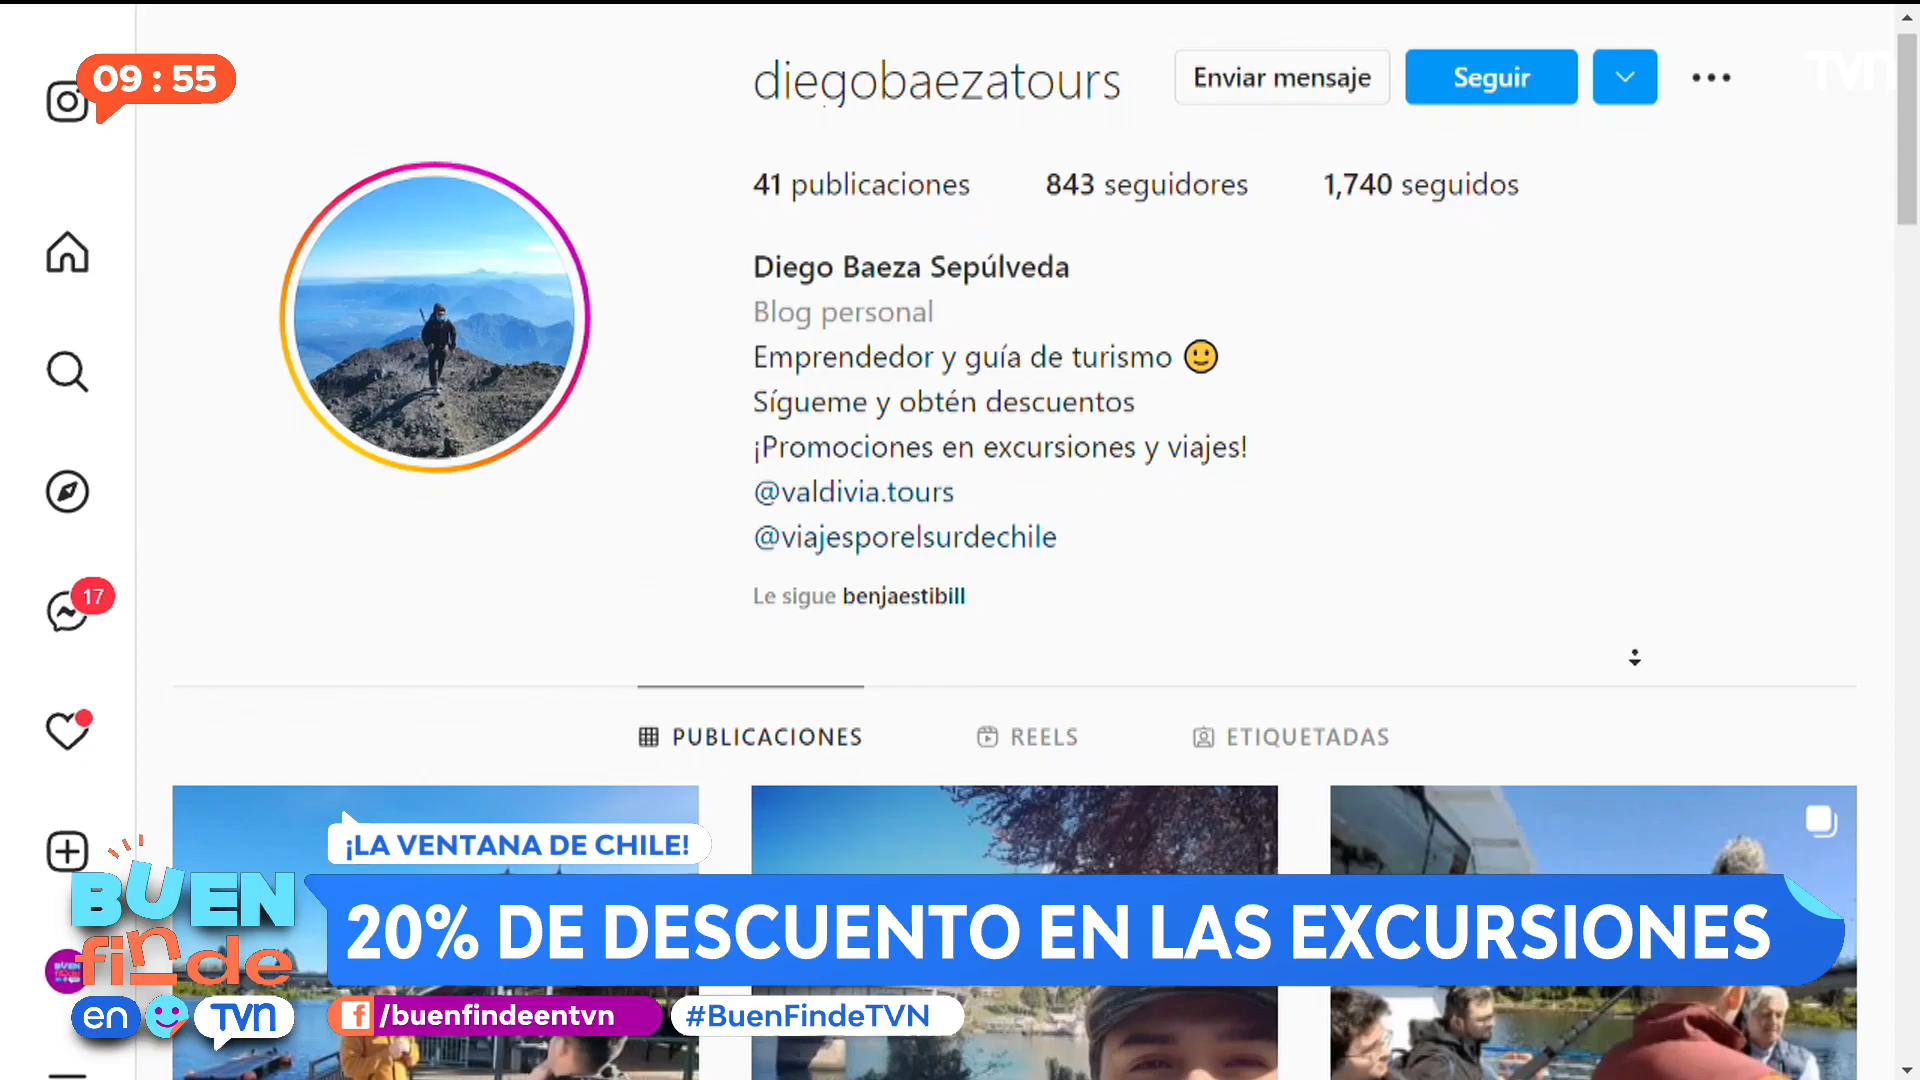 09 : 55
diegobaezatours
Enviar mensaje
Seguir
TVN
41 publicaciones
843 seguidores
1,740 seguidos
Diego Baeza Sepúlveda
Blog personal
Emprendedor y guía de turismo
Sígueme y obtén descuentos
¡Promociones en excursiones y viajes!
@valdivia.tours
@viajesporelsurdechile
Le sigue benjaestibill
17
PUBLICACIONES
REELS
ETIQUETADAS
¡LA VENTANA DE CHILE!
20% DE DESCUENTO EN LAS EXCURSIONES
BUEN
finde
en TVN
/buenfindeentvn
#BuenFindeTVN